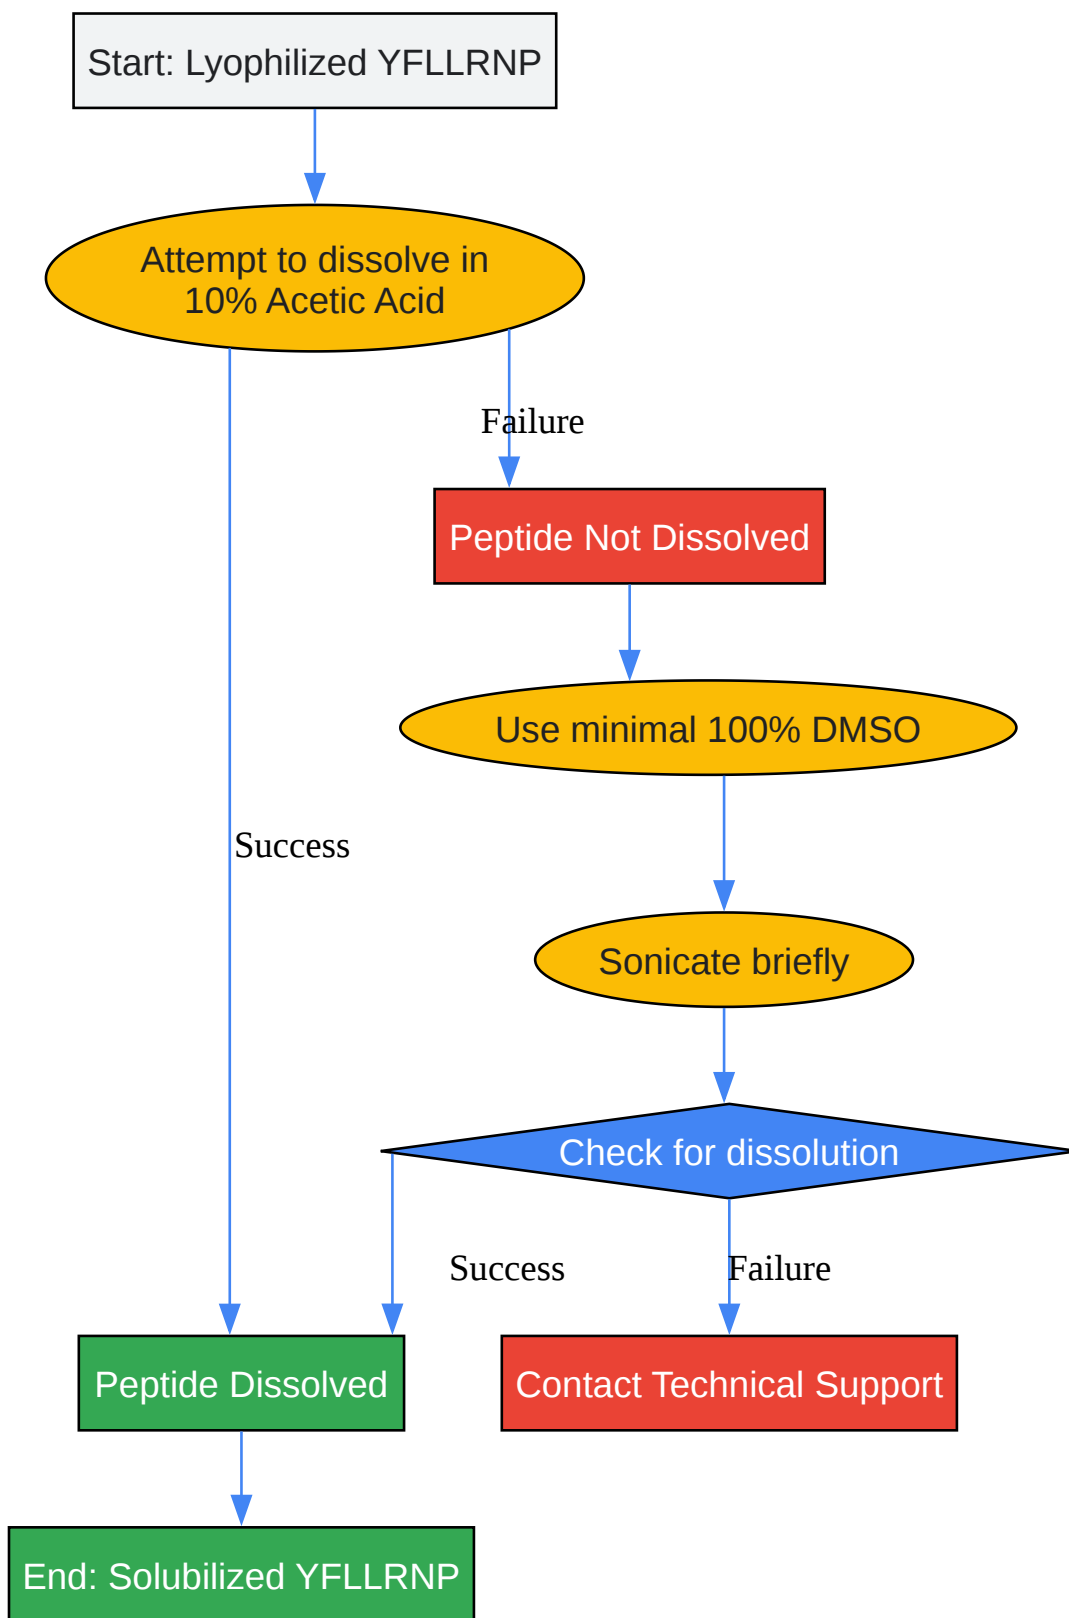 Start: Lyophilized YFLLRNP
Attempt to dissolve in
10% Acetic Acid
Failure
Peptide Not Dissolved
Use minimal 100% DMSO
Success
Sonicate briefly
Check for dissolution
Success
Failure
Peptide Dissolved
Contact Technical Support
End: Solubilized YFLLRNP